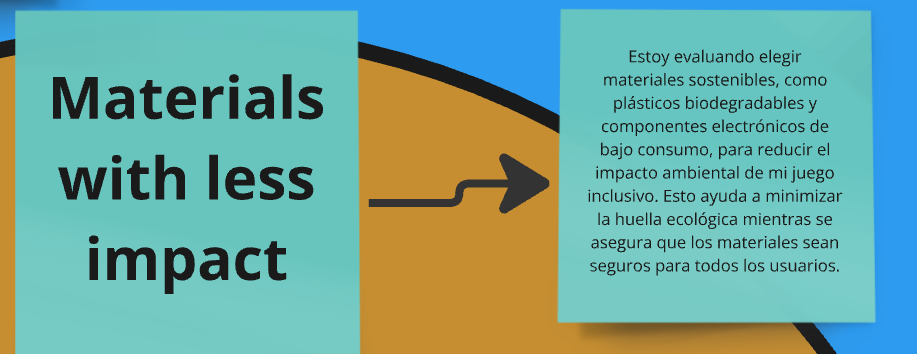 Materials
with less
impact
Estoy evaluando elegir
materiales sostenibles, como
plásticos biodegradables y
componentes electrónicos de
bajo consumo, para reducir el
impacto ambiental de mi juego
inclusivo. Esto ayuda a minimizar
la huella ecológica mientras se
asegura que los materiales sean
seguros para todos los usuarios.